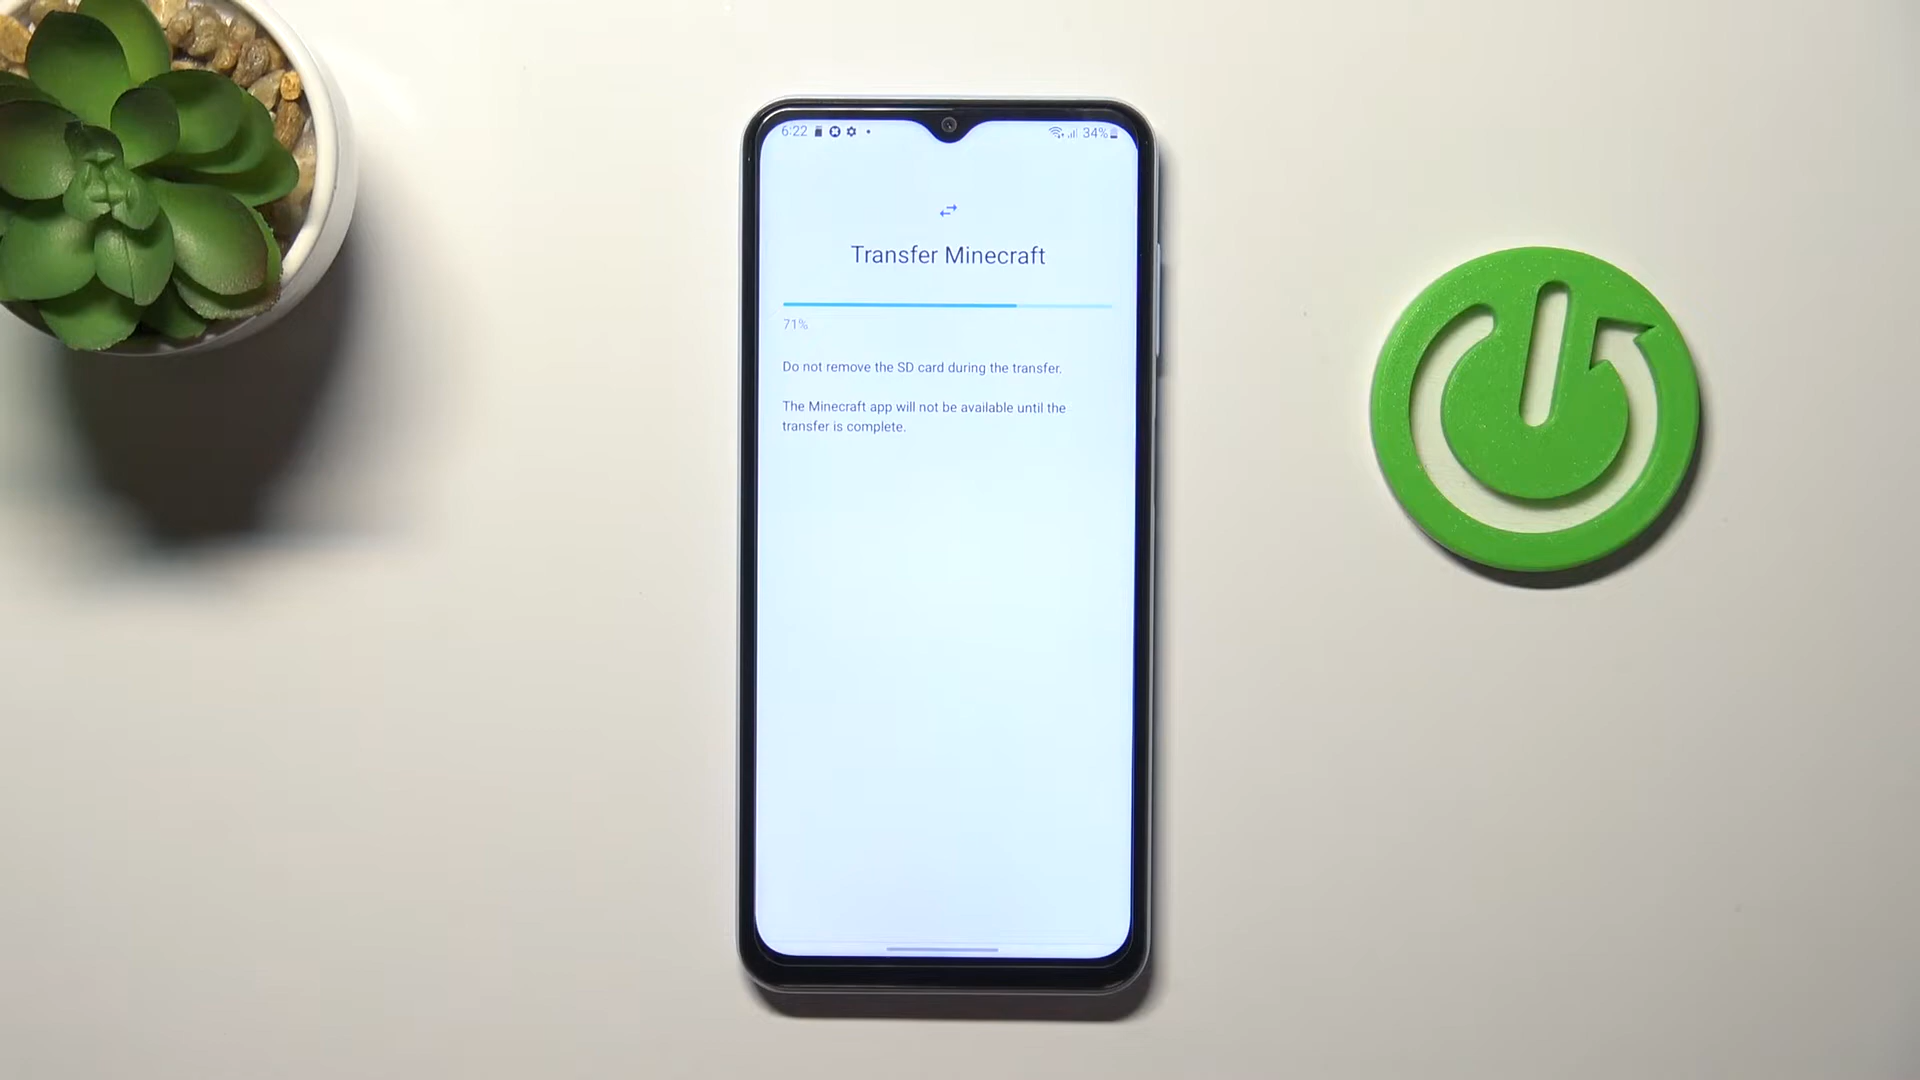 6:22
34%
Transfer Minecraft
71%
Do not remove the SD card during the transfer.
The Minecraft app will not be available until the
transfer is complete.